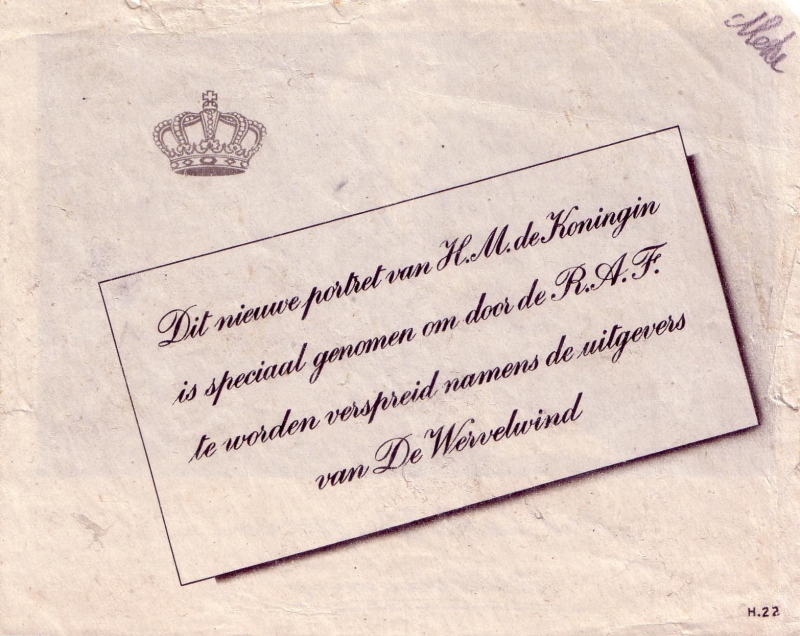 Dit nieuwe portret van H.M. de Koningin
is speciaal genomen om door de R.A.F.
te worden verspreid namens de uitgevers
van De Wervelwind
H.22